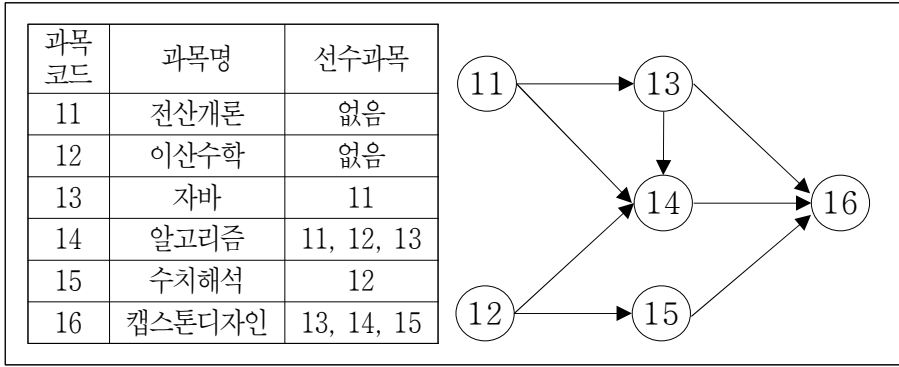 과목 코드 과목명 선수과목
11 전산개론 없음
12 이산수학 없음
13 자바 11
14 알고리즘 11, 12, 13
15 수치해석 12
16 캡스톤디자인 13, 14, 15
11 13
14 16
12 15